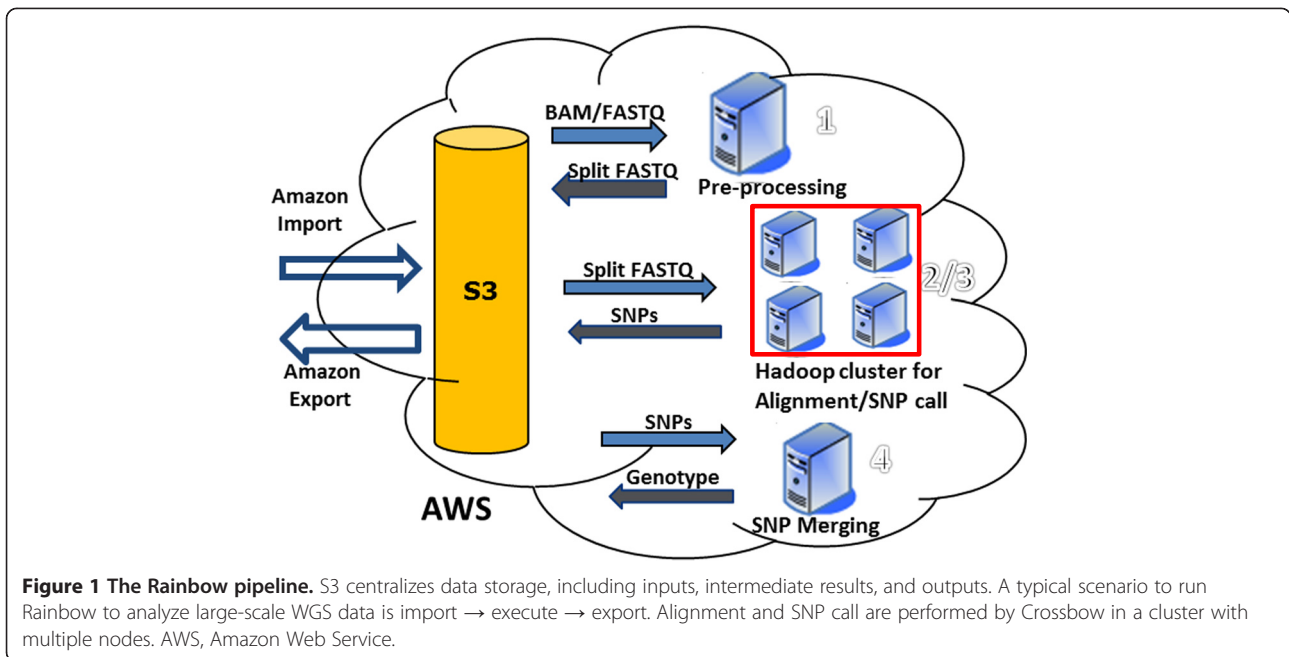 BAM/FASTQ
1
Split FASTQ
Pre-processing
Amazon
Import
S3
Split FASTQ
2/3
SNPs
Amazon
Export
Hadoop cluster for
Alignment/SNP call
SNPs
4
Genotype
AWS
SNP Merging
Figure 1 The Rainbow pipeline. S3 centralizes data storage, including inputs, intermediate results, and outputs. A typical scenario to run
Rainbow to analyze large-scale WGS data is import → execute → export. Alignment and SNP call are performed by Crossbow in a cluster with
multiple nodes. AWS, Amazon Web Service.